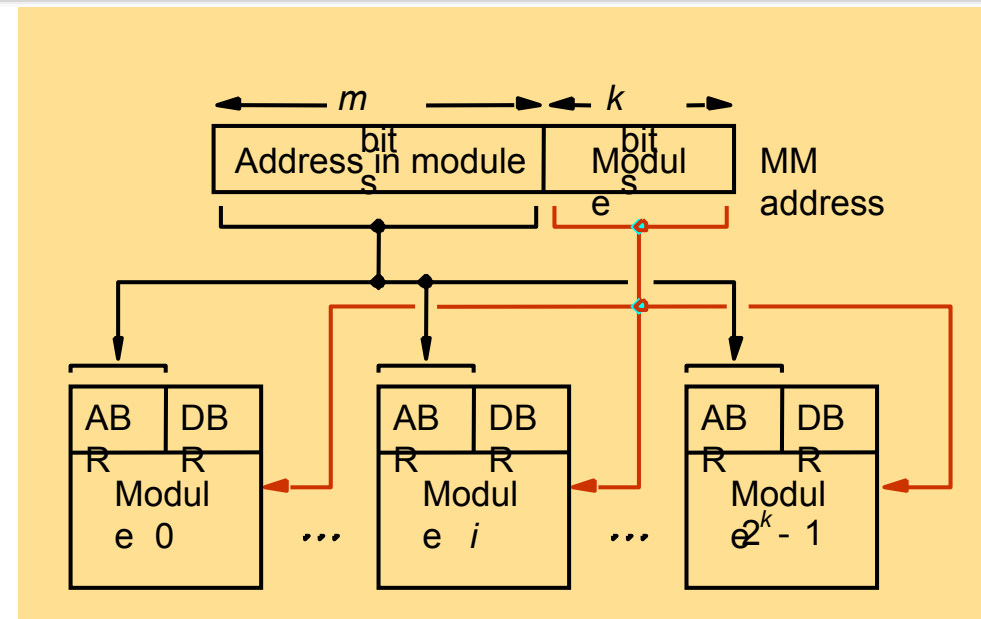 m k
bit bit
Address in module Modul MM
s s
e address
AB DB AB DB AB DB
R R R R R R
Modul Modul Modul
e 0 ... e i ... e 2^k - 1